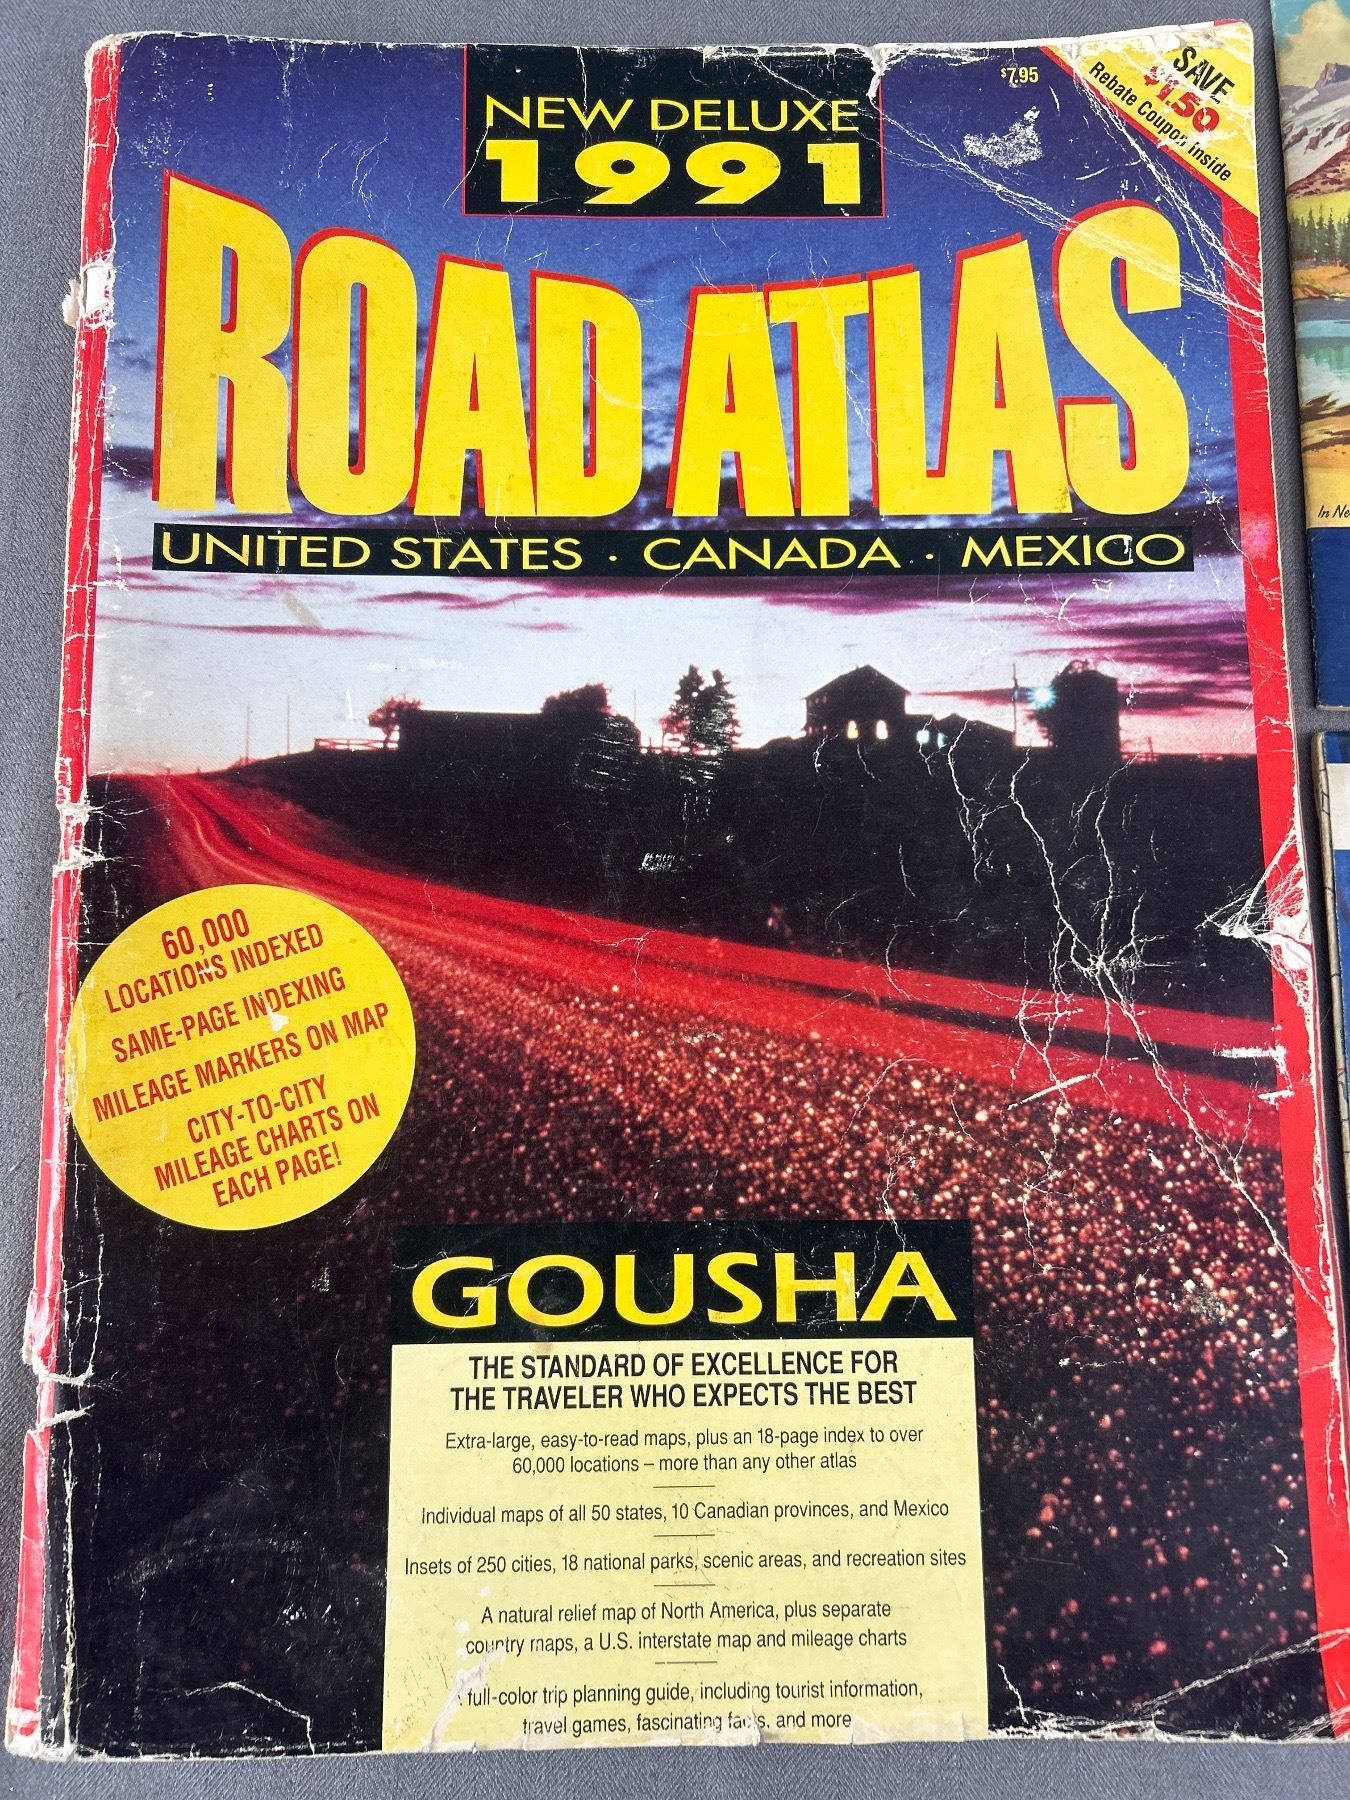 NEW DELUXE
1991
$7.95
SAVE
$1.50
Rebate Coupon inside
ROAD ATLAS
UNITED STATES · CANADA · MEXICO
60,000
LOCATIONS INDEXED
SAME-PAGE INDEXING
MILEAGE MARKERS ON MAP
CITY-TO-CITY
MILEAGE CHARTS ON
EACH PAGE!
GOUSHA
THE STANDARD OF EXCELLENCE FOR
THE TRAVELER WHO EXPECTS THE BEST
Extra-large, easy-to-read maps, plus an 18-page index to over
60,000 locations – more than any other atlas
Individual maps of all 50 states, 10 Canadian provinces, and Mexico
Insets of 250 cities, 18 national parks, scenic areas, and recreation sites
A natural relief map of North America, plus separate
country maps, a U.S. interstate map and mileage charts
full-color trip planning guide, including tourist information,
travel games, fascinating facts, and more
In